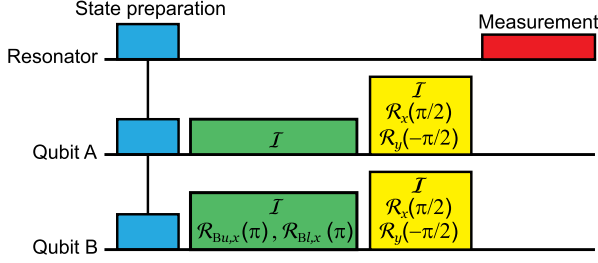 State preparation
Measurement
Resonator
ℐ
ℛx(π/2)
ℛy(−π/2)
Qubit A
ℐ
ℐ
ℛx(π/2)
ℛy(−π/2)
ℐ
ℛBu,x(π) , ℛBl,x (π)
Qubit B